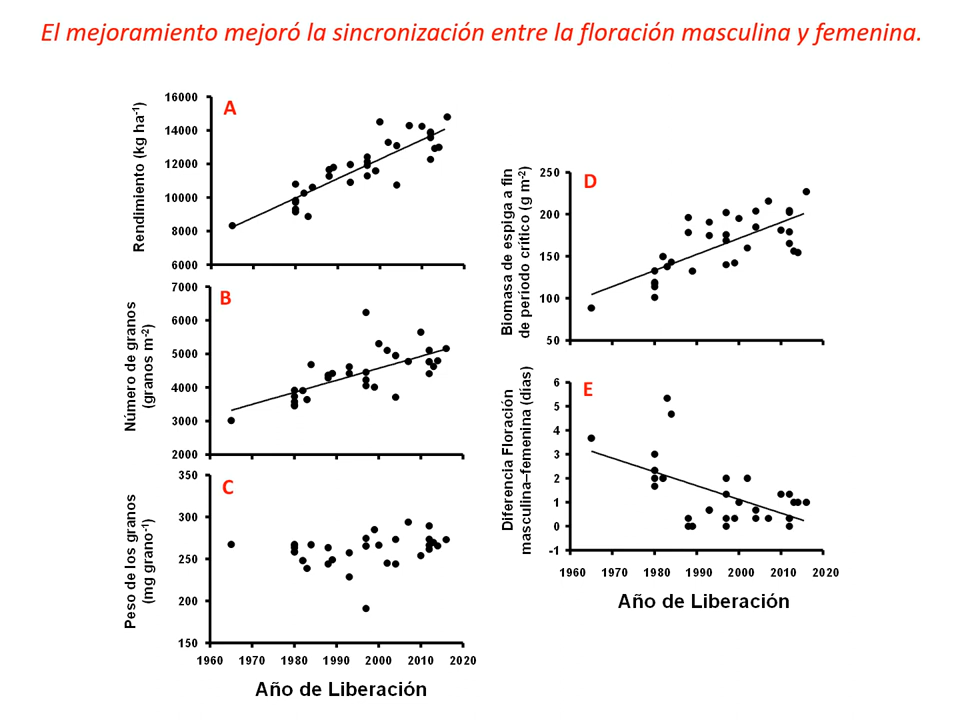 El mejoramiento mejoró la sincronización entre la floración masculina y femenina.
A
Rendimiento (kg ha-1)
16000
14000
12000
10000
8000
6000
B
Número de granos
(granos m-2)
7000
6000
5000
4000
3000
2000
C
Peso de los granos
(mg grano-1)
350
300
250
200
150
1960 1970 1980 1990 2000 2010 2020
Año de Liberación
D
Biomasa de espiga a fin
de período crítico (g m-2)
250
200
150
100
50
E
Diferencia Floración
masculina–femenina (días)
6
5
4
3
2
1
0
-1
1960 1970 1980 1990 2000 2010 2020
Año de Liberación